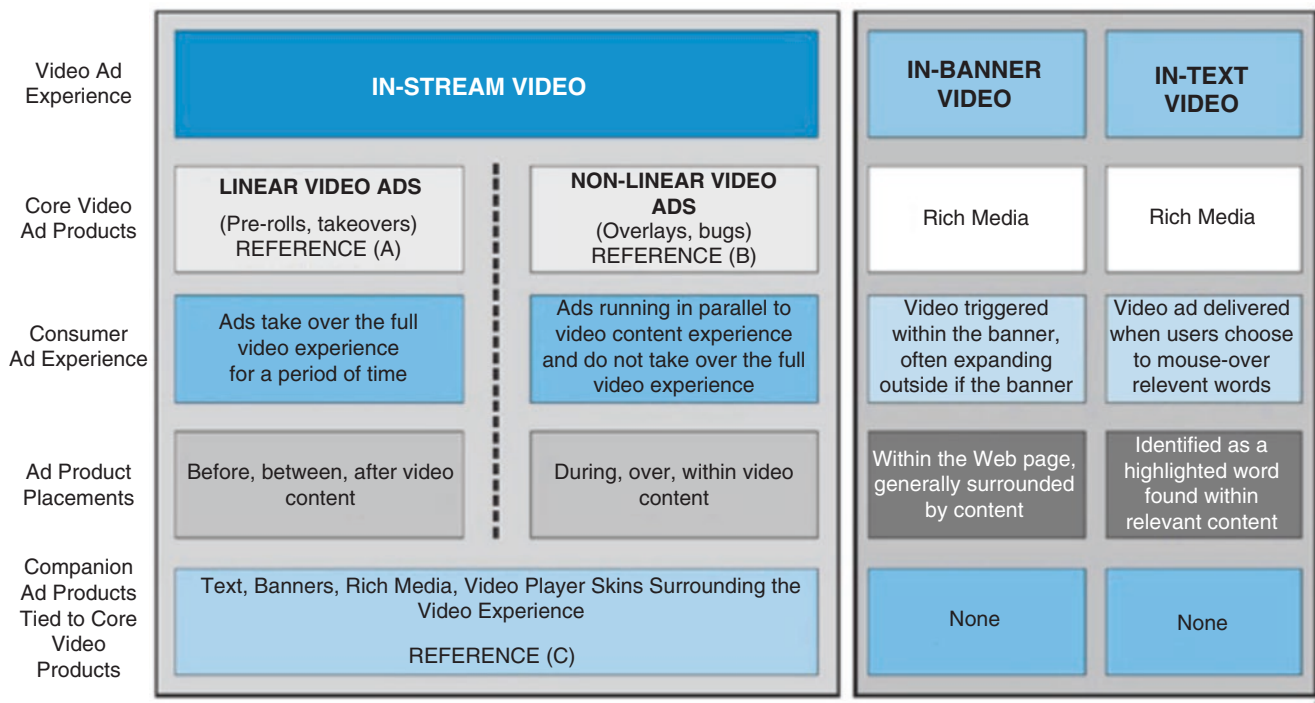 Video Ad
Experience
IN-STREAM VIDEO
IN-BANNER
VIDEO
IN-TEXT
VIDEO
Core Video
Ad Products
LINEAR VIDEO ADS
(Pre-rolls, takeovers)
REFERENCE (A)
NON-LINEAR VIDEO
ADS
(Overlays, bugs)
REFERENCE (B)
Rich Media
Rich Media
Consumer
Ad Experience
Ads take over the full
video experience
for a period of time
Ads running in parallel to
video content experience
and do not take over the full
video experience
Video triggered
within the banner,
often expanding
outside if the banner
Video ad delivered
when users choose
to mouse-over
relevent words
Ad Product
Placements
Before, between, after video
content
During, over, within video
content
Within the Web page,
generally surrounded
by content
Identified as a
highlighted word
found within
relevant content
Companion
Ad Products
Tied to Core
Video
Products
Text, Banners, Rich Media, Video Player Skins Surrounding the
Video Experience
REFERENCE (C)
None
None